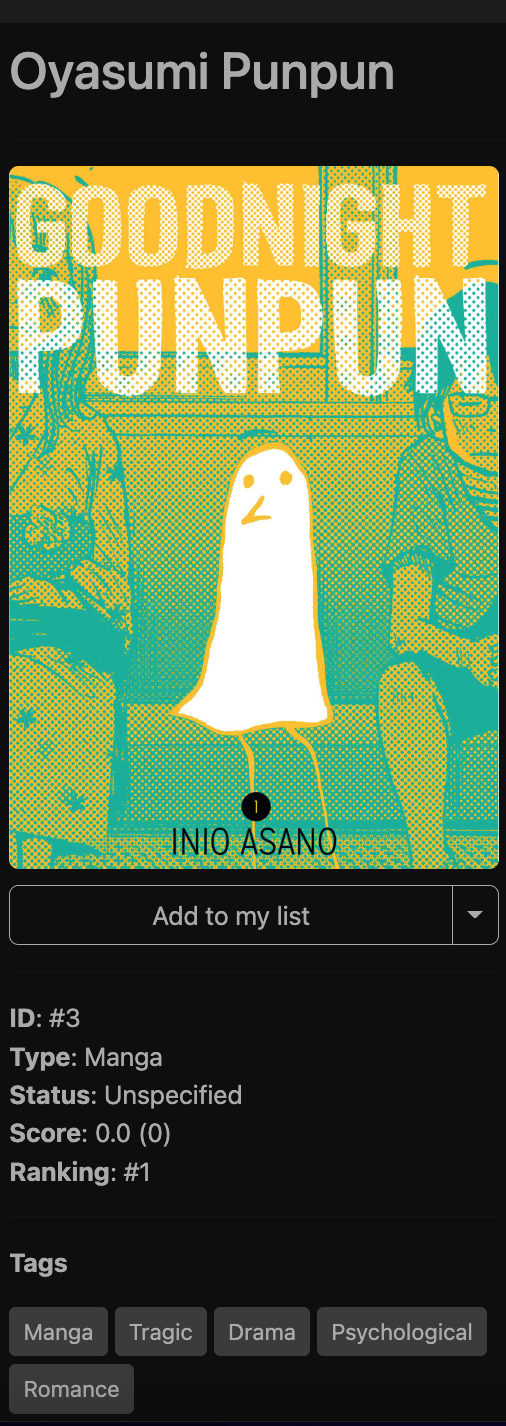 Oyasumi Punpun
GOODNIGHT
PUNPUN
1
INIO ASANO
Add to my list
ID: #3
Type: Manga
Status: Unspecified
Score: 0.0 (0)
Ranking: #1
Tags
Manga Tragic Drama Psychological
Romance